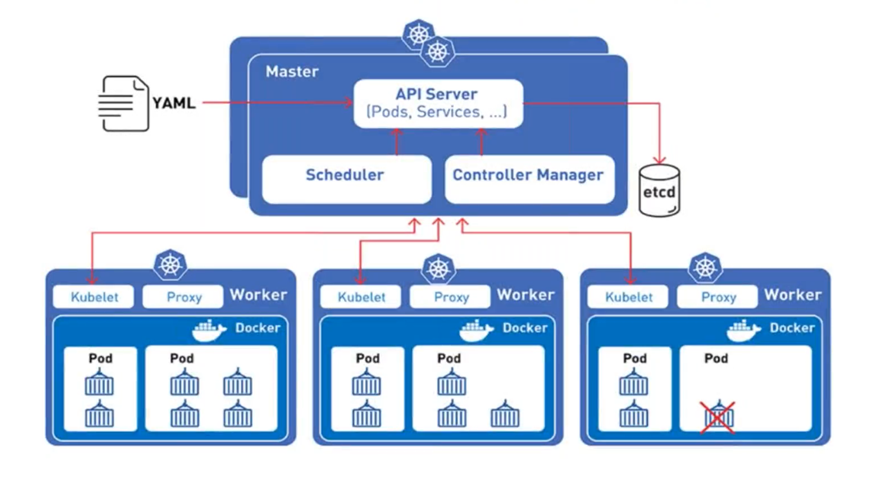 Master
YAML
API Server
(Pods, Services, ...)
Scheduler
Controller Manager
etcd
Kubelet
Proxy
Worker
Docker
Pod
Pod
Kubelet
Proxy
Worker
Docker
Pod
Pod
Kubelet
Proxy
Worker
Docker
Pod
Pod